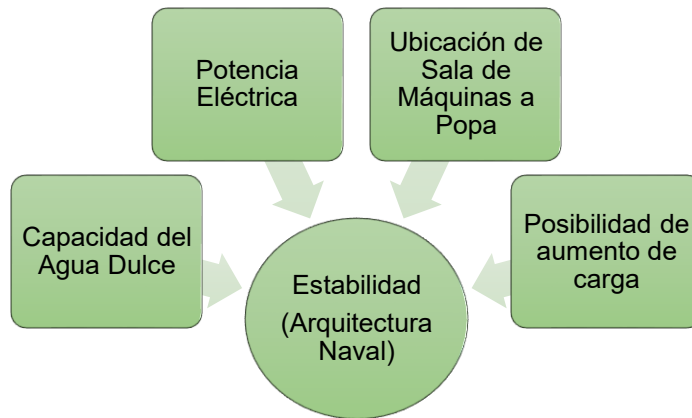 Potencia
Eléctrica
Ubicación de
Sala de
Máquinas a
Popa
Capacidad del
Agua Dulce
Posibilidad de
aumento de
carga
Estabilidad
(Arquitectura
Naval)